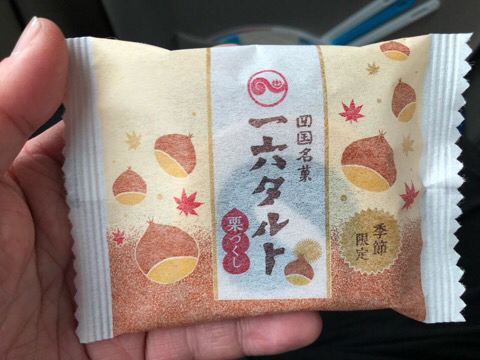 四国名菓
一六タルト
栗づくし
季節
限定